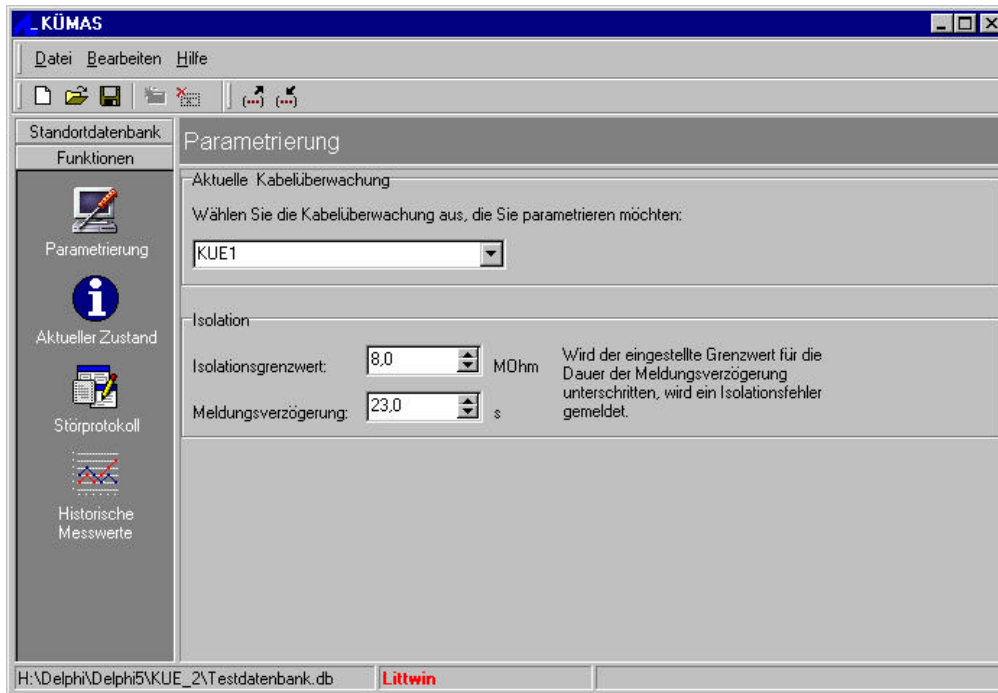 _KÜMAS
Datei Bearbeiten Hilfe
Standortdatenbank
Funktionen
Parametrierung
Aktueller Zustand
Störprotokoll
Historische
Messwerte
Parametrierung
Aktuelle Kabelüberwachung
Wählen Sie die Kabelüberwachung aus, die Sie parametrieren möchten:
KUE1
Isolation
Isolationsgrenzwert: 8,0 MOhm
Meldungsverzögerung: 23,0 s
Wird der eingestellte Grenzwert für die
Dauer der Meldungsverzögerung
unterschritten, wird ein Isolationsfehler
gemeldet.
H:\Delphi\Delphi5\KUE_2\Testdatenbank.db Littwin